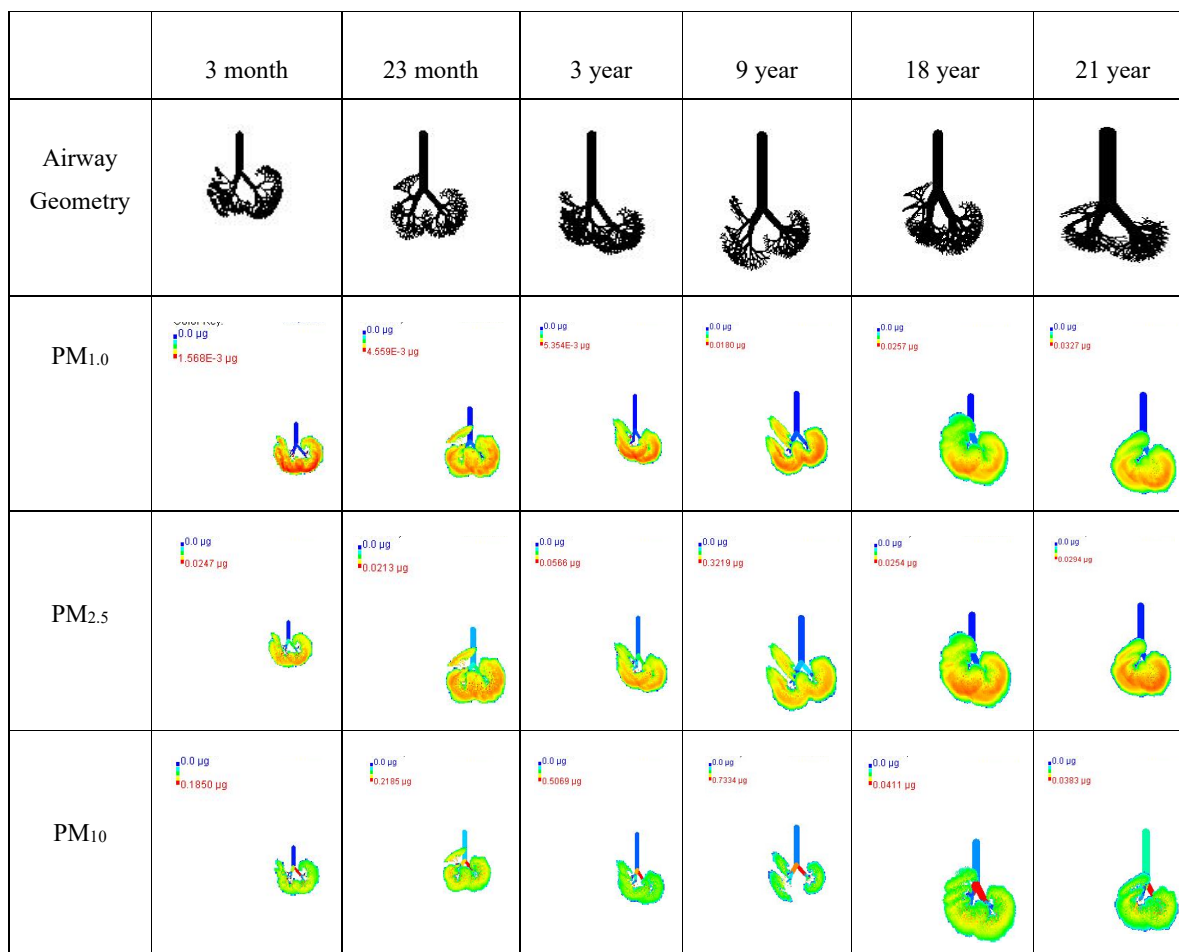 3 month 23 month 3 year 9 year 18 year 21 year
Airway
Geometry
PM1.0
Color Key:
0.0 µg 0.0 µg 0.0 µg 0.0 µg 0.0 µg 0.0 µg
1.568E-3 µg 4.559E-3 µg 5.354E-3 µg 0.0180 µg 0.0257 µg 0.0327 µg
PM2.5
0.0 µg 0.0 µg 0.0 µg 0.0 µg 0.0 µg 0.0 µg
0.0247 µg 0.0213 µg 0.0566 µg 0.3219 µg 0.0254 µg 0.0294 µg
PM10
0.0 µg 0.0 µg 0.0 µg 0.0 µg 0.0 µg 0.0 µg
0.1850 µg 0.2185 µg 0.5069 µg 0.7334 µg 0.0411 µg 0.0383 µg